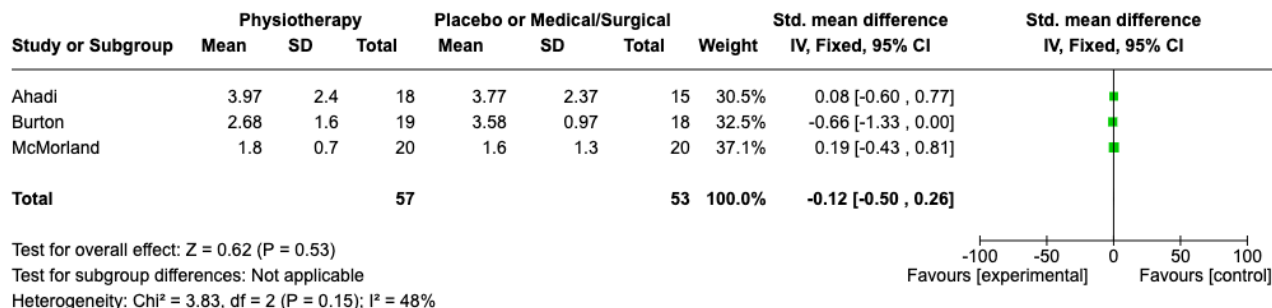 Physiotherapy Placebo or Medical/Surgical Std. mean difference Std. mean difference
Study or Subgroup Mean SD Total Mean SD Total Weight IV, Fixed, 95% CI IV, Fixed, 95% CI
Ahadi 3.97 2.4 18 3.77 2.37 15 30.5% 0.08 [-0.60 , 0.77]
Burton 2.68 1.6 19 3.58 0.97 18 32.5% -0.66 [-1.33 , 0.00]
McMorland 1.8 0.7 20 1.6 1.3 20 37.1% 0.19 [-0.43 , 0.81]
Total 57 53 100.0% -0.12 [-0.50 , 0.26]
Test for overall effect: Z = 0.62 (P = 0.53)
-100 -50 0 50 100
Test for subgroup differences: Not applicable
Favours [experimental] Favours [control]
Heterogeneity: Chi² = 3.83, df = 2 (P = 0.15); I² = 48%